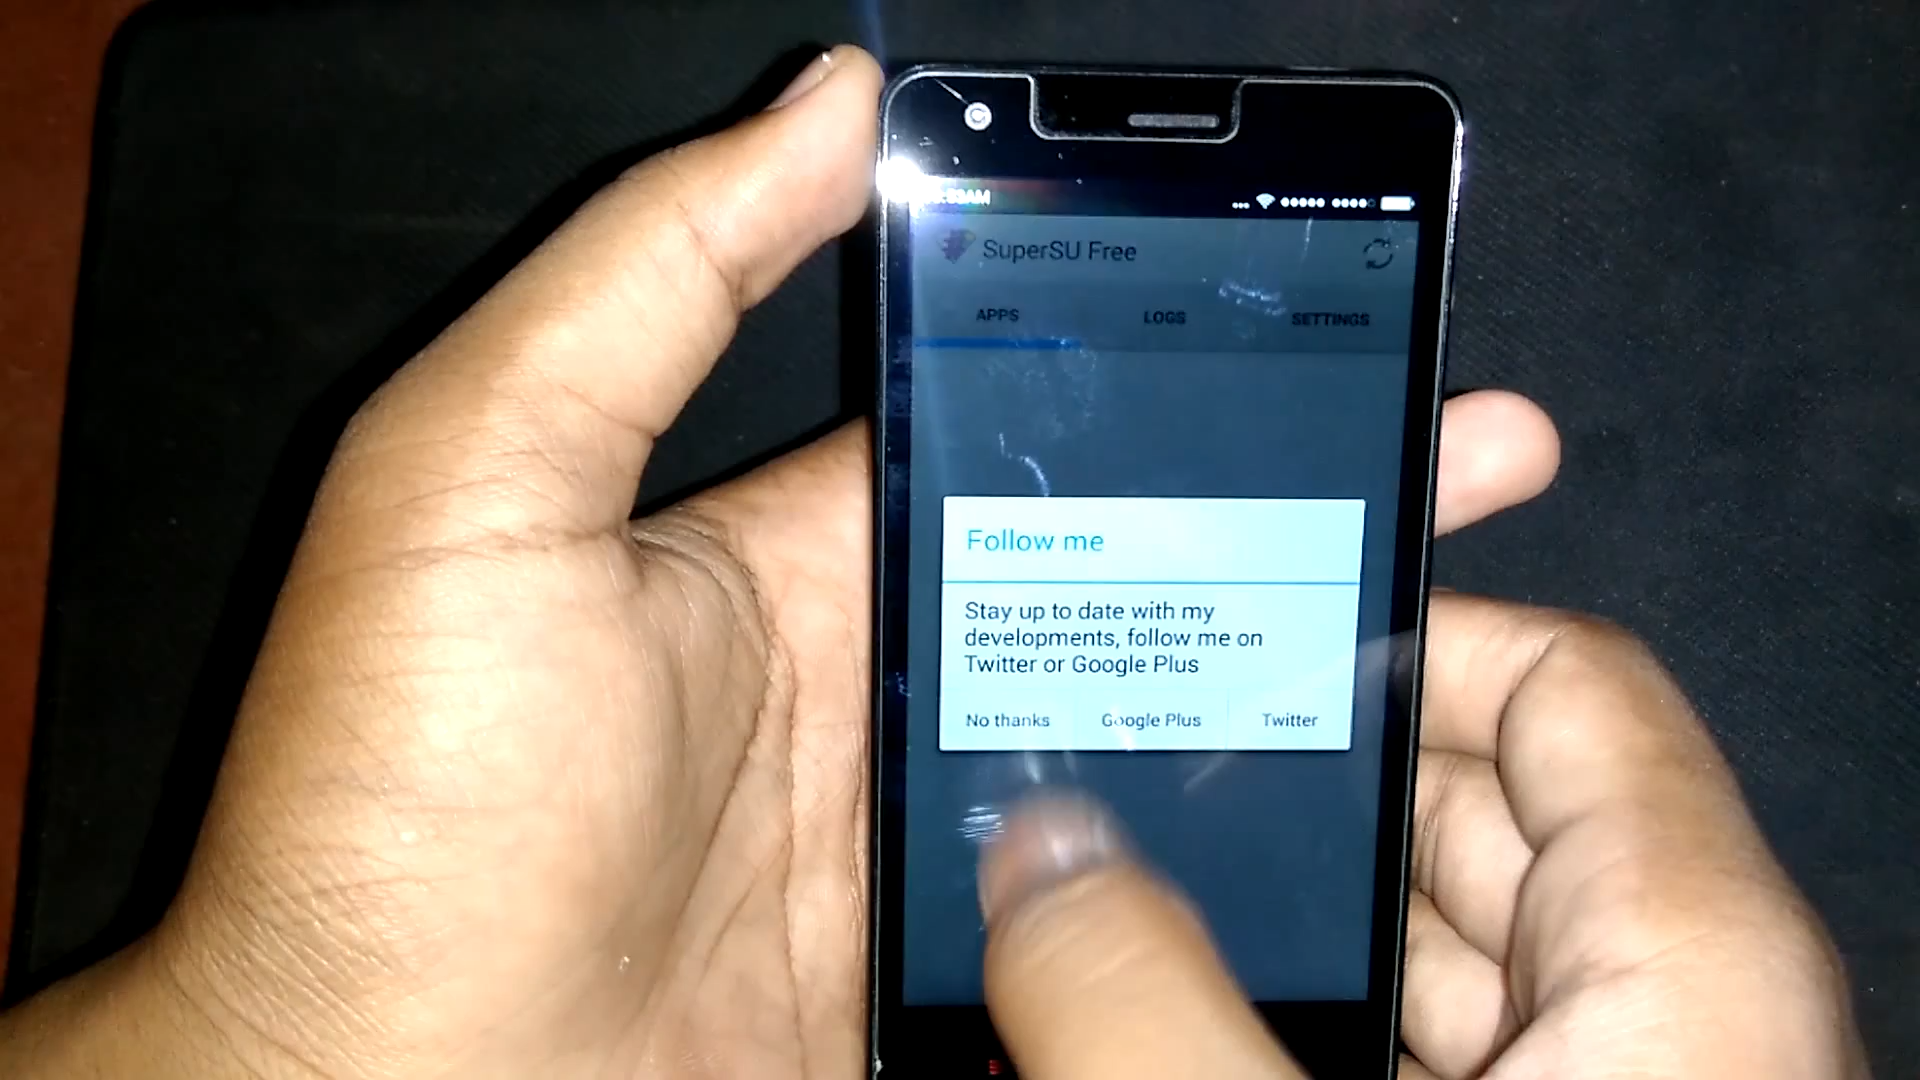 SuperSU Free
APPS LOGS SETTINGS
Follow me
Stay up to date with my
developments, follow me on
Twitter or Google Plus
No thanks Google Plus Twitter